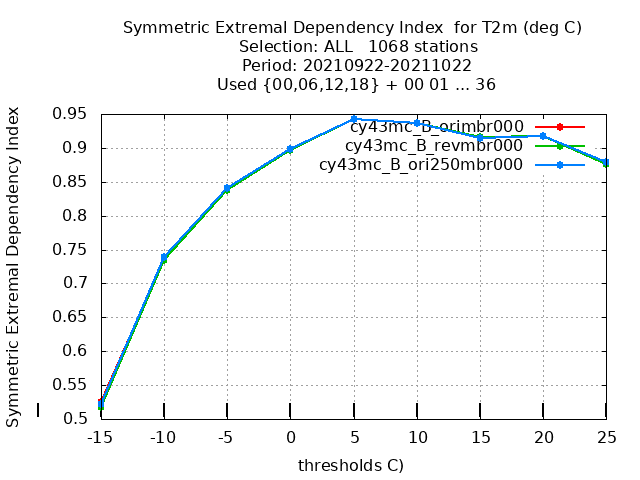 Symmetric Extremal Dependency Index  for T2m (deg C)
Selection: ALL   1068 stations
Period: 20210922-20211022
Used {00,06,12,18} + 00 01 ... 36
Symmetric Extremal Dependency Index
0.95
0.9
0.85
0.8
0.75
0.7
0.65
0.6
0.55
0.5
cy43mc_B_orimbr000
cy43mc_B_revmbr000
cy43mc_B_ori250mbr000
-15 -10 -5 0 5 10 15 20 25
thresholds C)